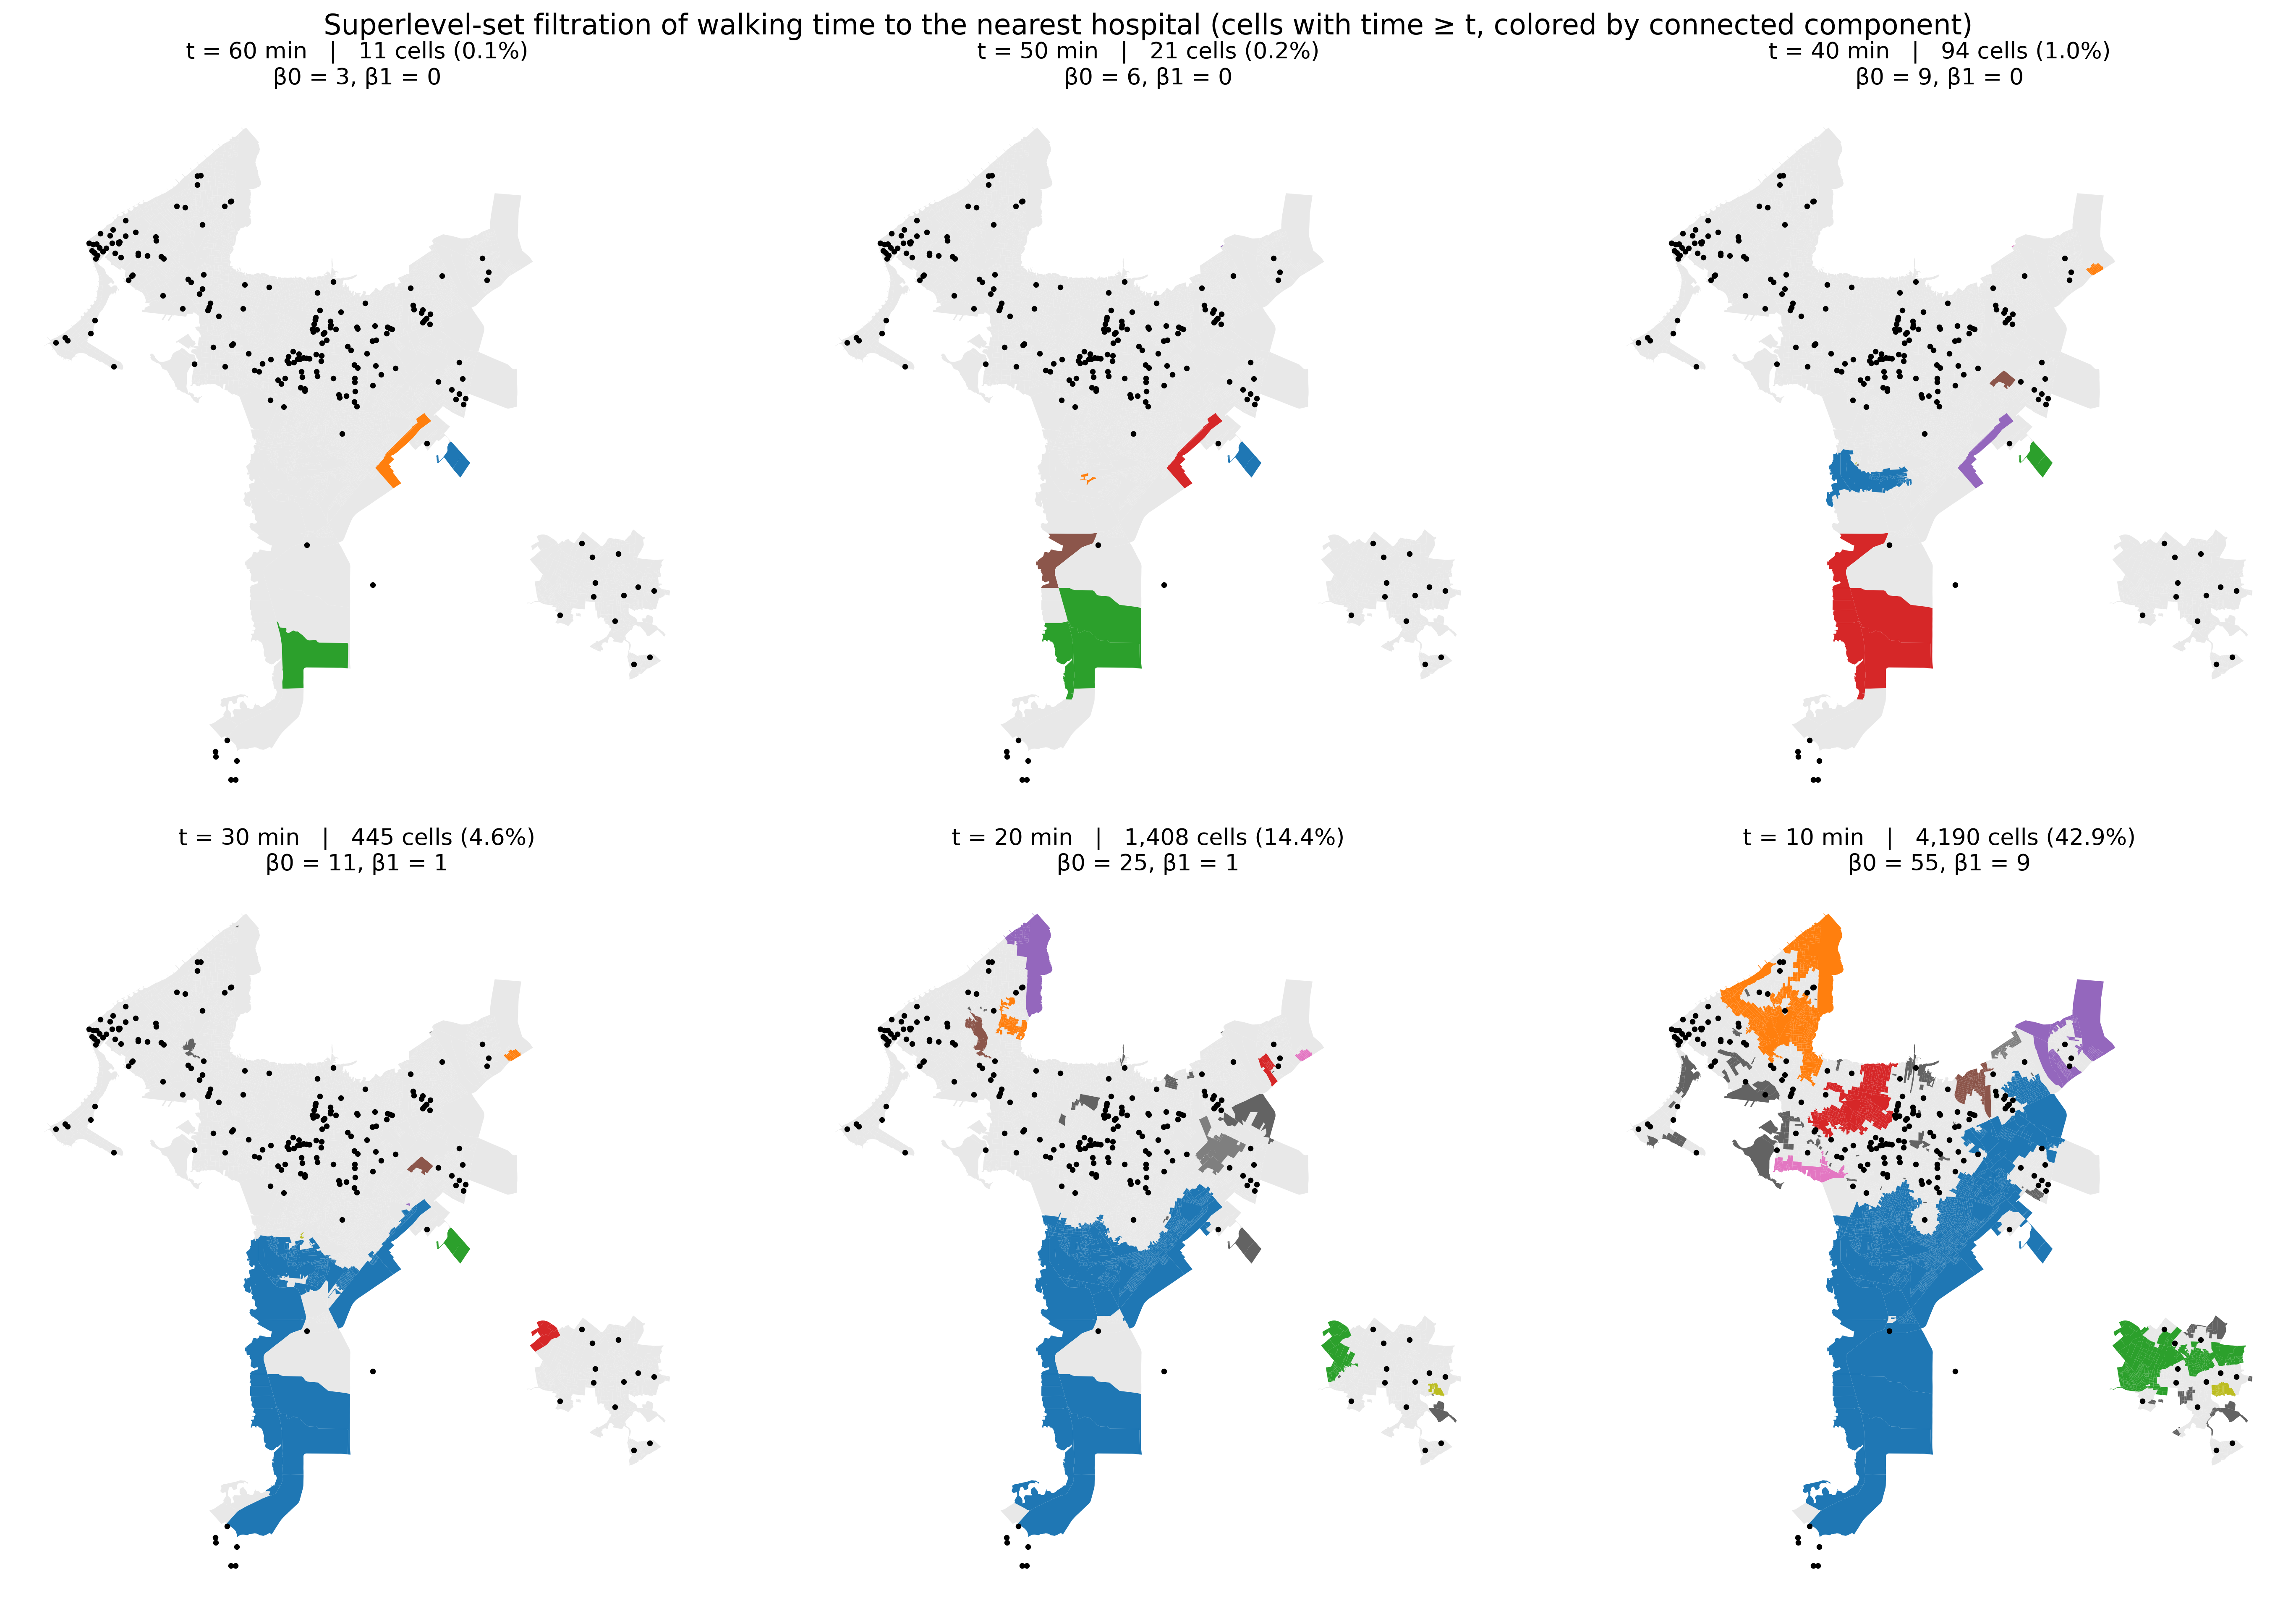 Superlevel-set filtration of walking time to the nearest hospital (cells with time ≥ t, colored by connected component)
t = 60 min | 11 cells (0.1%)
β0 = 3, β1 = 0
t = 50 min | 21 cells (0.2%)
β0 = 6, β1 = 0
t = 40 min | 94 cells (1.0%)
β0 = 9, β1 = 0
t = 30 min | 445 cells (4.6%)
β0 = 11, β1 = 1
t = 20 min | 1,408 cells (14.4%)
β0 = 25, β1 = 1
t = 10 min | 4,190 cells (42.9%)
β0 = 55, β1 = 9